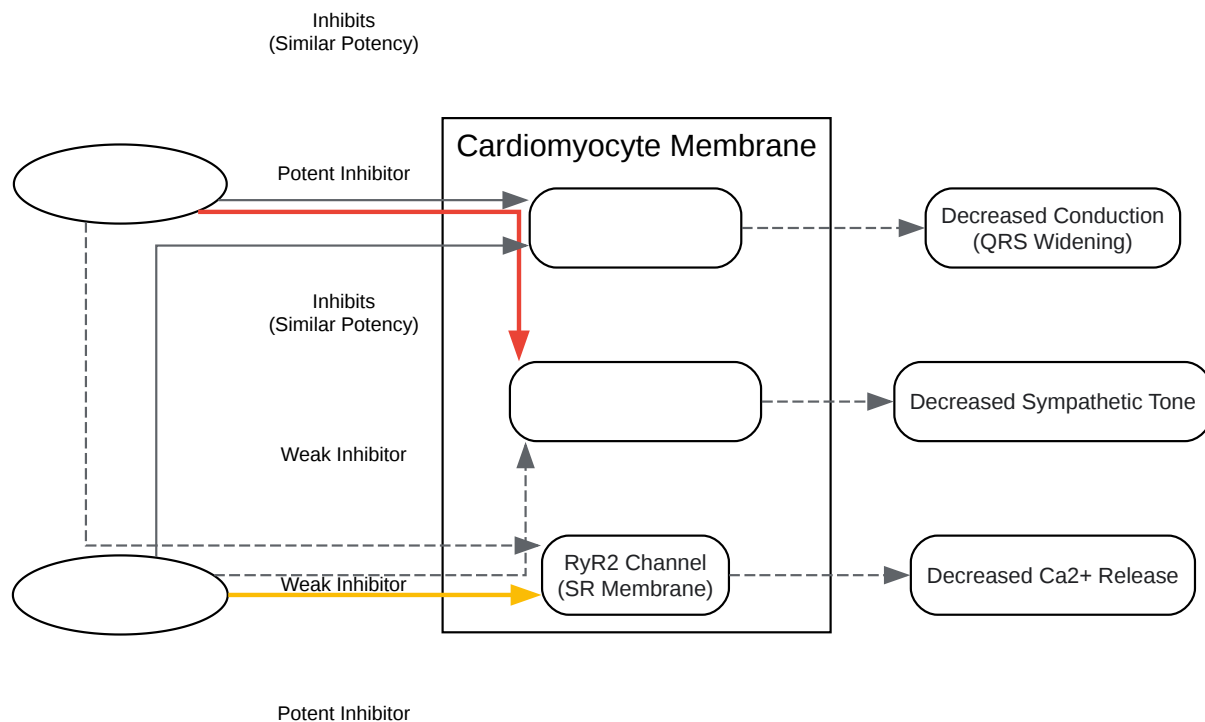 Inhibits
(Similar Potency)
Cardiomyocyte Membrane
Potent Inhibitor
Decreased Conduction
(QRS Widening)
Inhibits
(Similar Potency)
Decreased Sympathetic Tone
Weak Inhibitor
RyR2 Channel
(SR Membrane)
Weak Inhibitor
Decreased Ca2+ Release
Potent Inhibitor